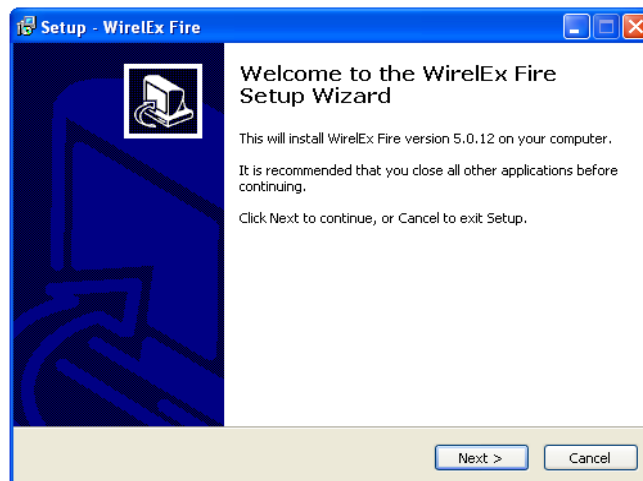 Setup - WirelEx Fire
Welcome to the WirelEx Fire
Setup Wizard
This will install WirelEx Fire version 5.0.12 on your computer.
It is recommended that you close all other applications before
continuing.
Click Next to continue, or Cancel to exit Setup.
Next >
Cancel